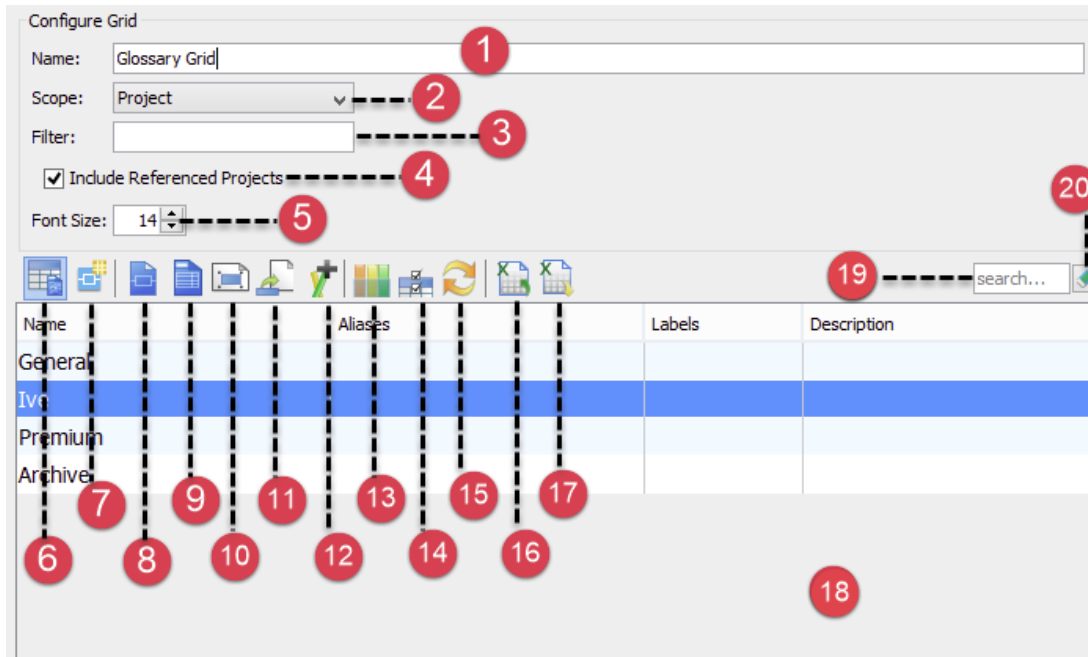 Configure Grid
Name: Glossary Grid 1
Scope: Project 2
Filter: 3
Include Referenced Projects 4
20
Font Size: 14 5
19 search...
Name Aliases Labels Description
General
Ive
Premium
Archive
7 9 11 13 15 17
6 8 10 12 14 16
18